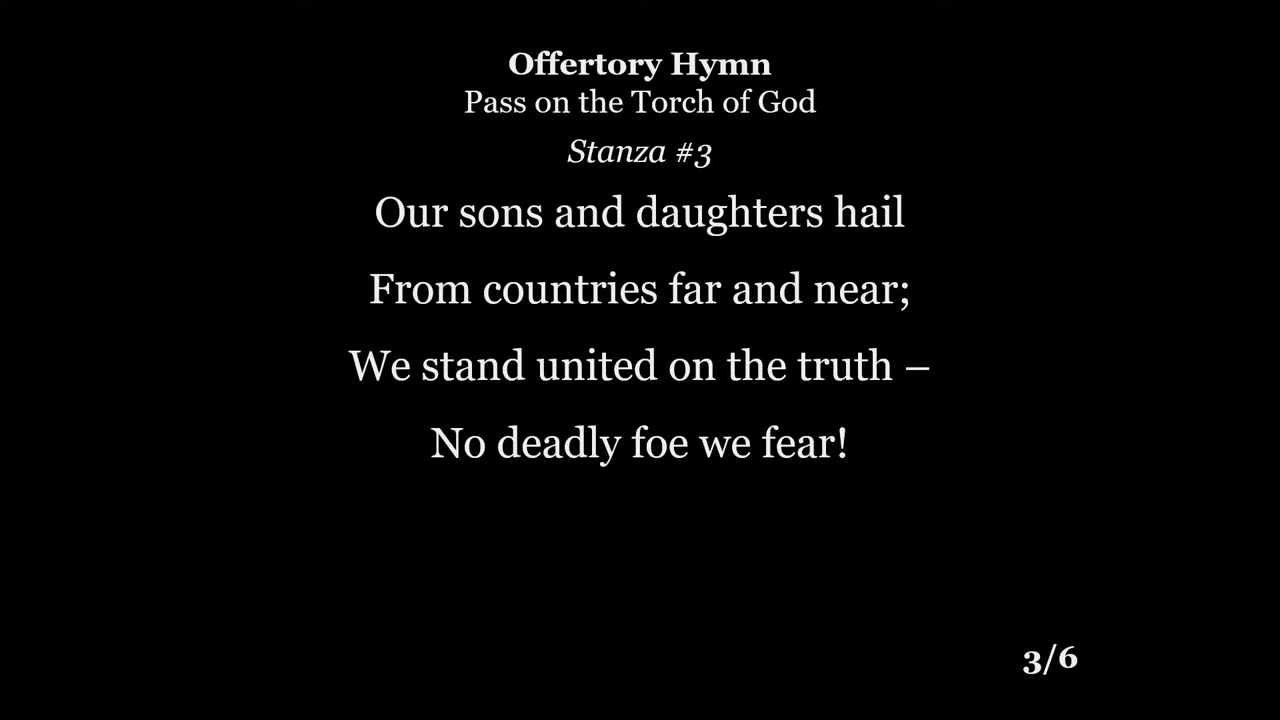 Offertory Hymn
Pass on the Torch of God
Stanza #3
Our sons and daughters hail
From countries far and near;
We stand united on the truth –
No deadly foe we fear!
3/6